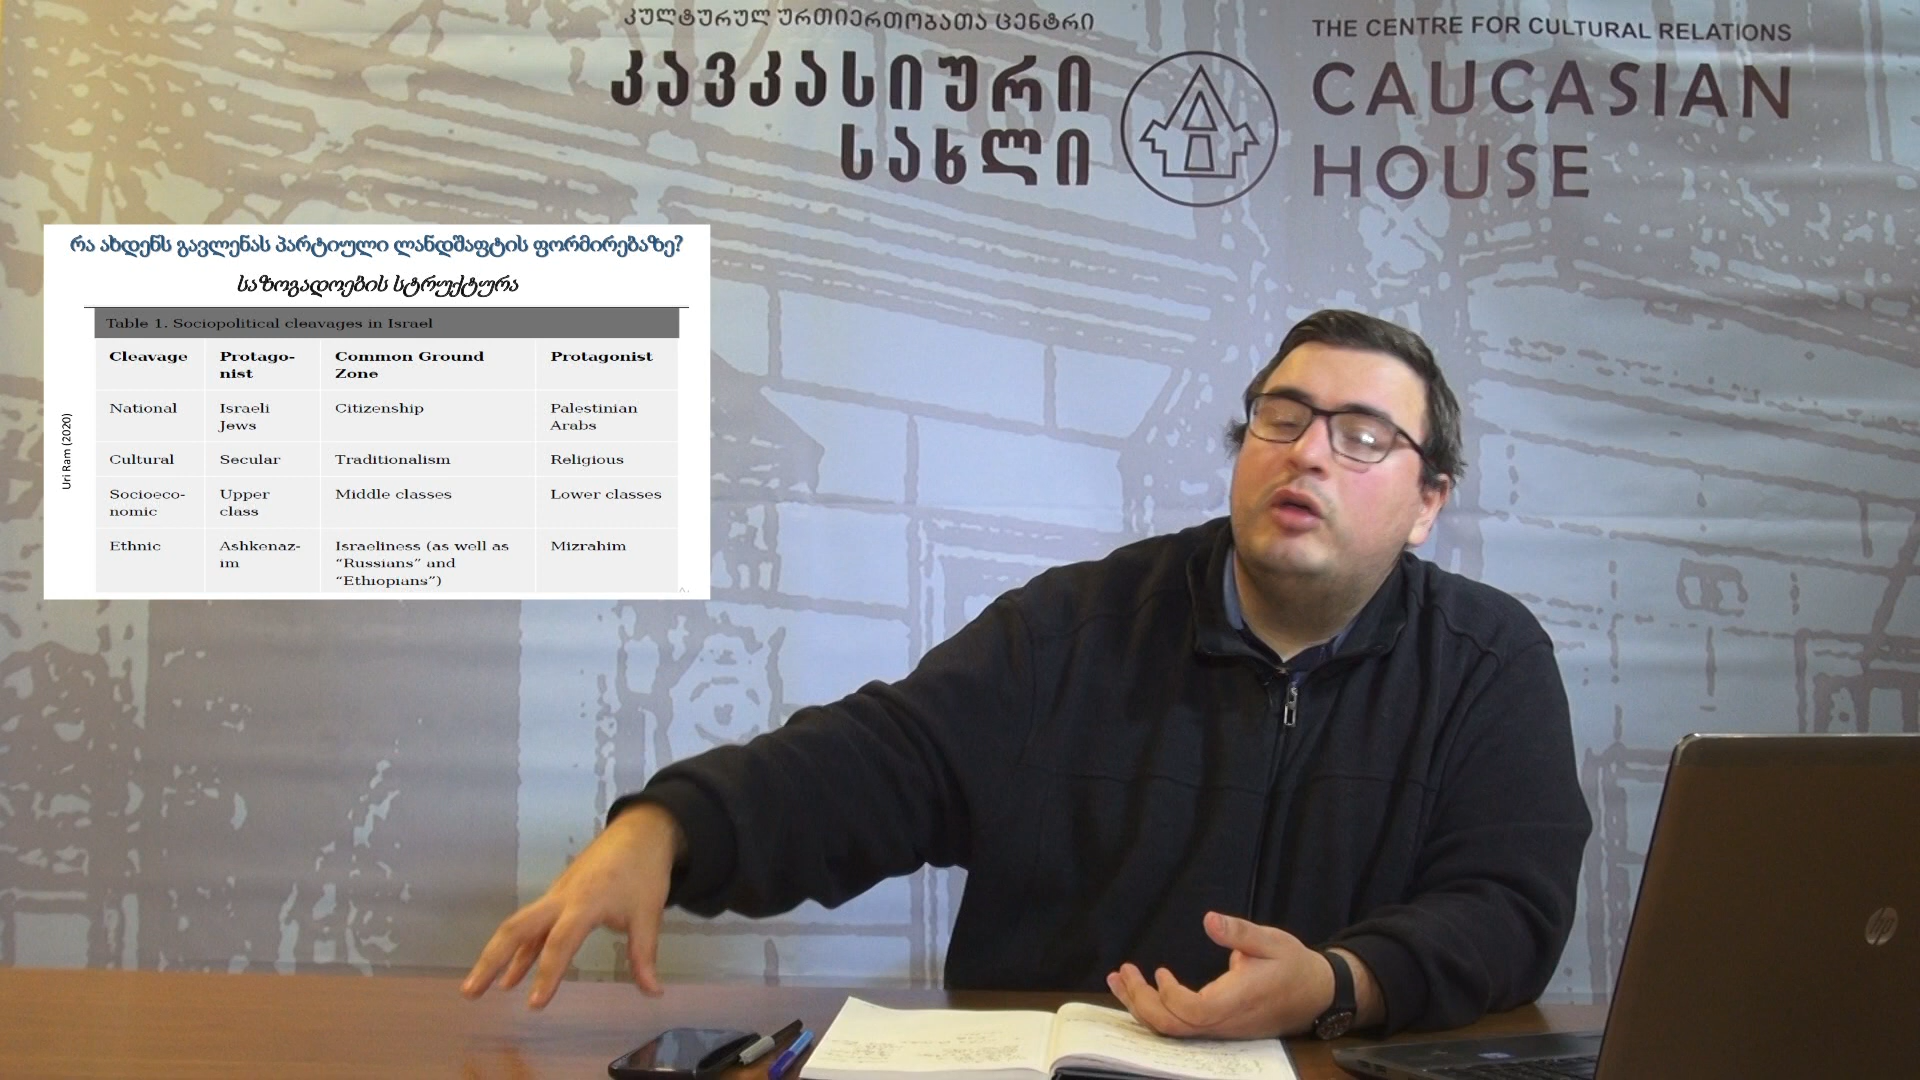 კულტურულ ურთიერთობათა ცენტრი
კავკასიური
სახლი
THE CENTRE FOR CULTURAL RELATIONS
CAUCASIAN
HOUSE
რა ახდენს გავლენას პარტიული ლანდშაფტის ფორმირებაზე?
საზოგადოების სტრუქტურა
Table 1. Sociopolitical cleavages in Israel
Cleavage Protago-nist Common Ground Zone Protagonist
National Israeli Jews Citizenship Palestinian Arabs
Cultural Secular Traditionalism Religious
Socioeco-nomic Upper class Middle classes Lower classes
Ethnic Ashkenaz-im Israeliness (as well as “Russians” and “Ethiopians”) Mizrahim
Uri Ram (2020)
hp